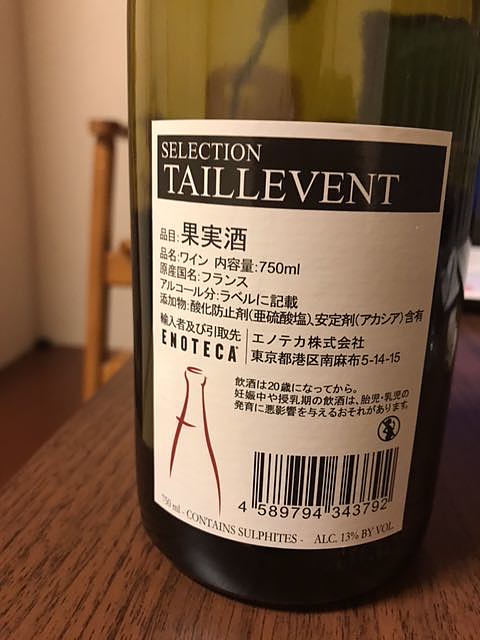 SELECTION
TAILLEVENT
品目:果実酒
品名:ワイン 内容量:750ml
原産国名:フランス
アルコール分:ラベルに記載
添加物:酸化防止剤(亜硫酸塩)、安定剤(アカシア)含有
輸入者及び引取先
ENOTECA
エノテカ株式会社
東京都港区南麻布5-14-15
飲酒は20歳になってから。
妊娠中や授乳期の飲酒は、胎児・乳児の
発育に悪影響を与えるおそれがあります。
4 589794 343792
750 ml - CONTAINS SULPHITES - ALC. 13% BY VOL